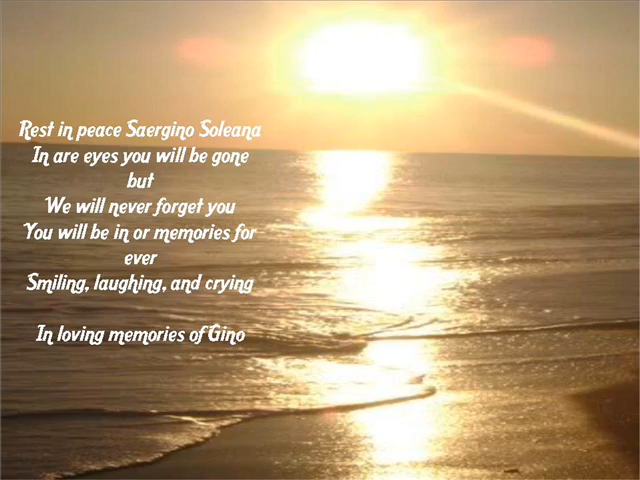 Rest in peace Saergino Soleana
In are eyes you will be gone
but
We will never forget you
You will be in or memories for
ever
Smiling, laughing, and crying
In loving memories of Gino